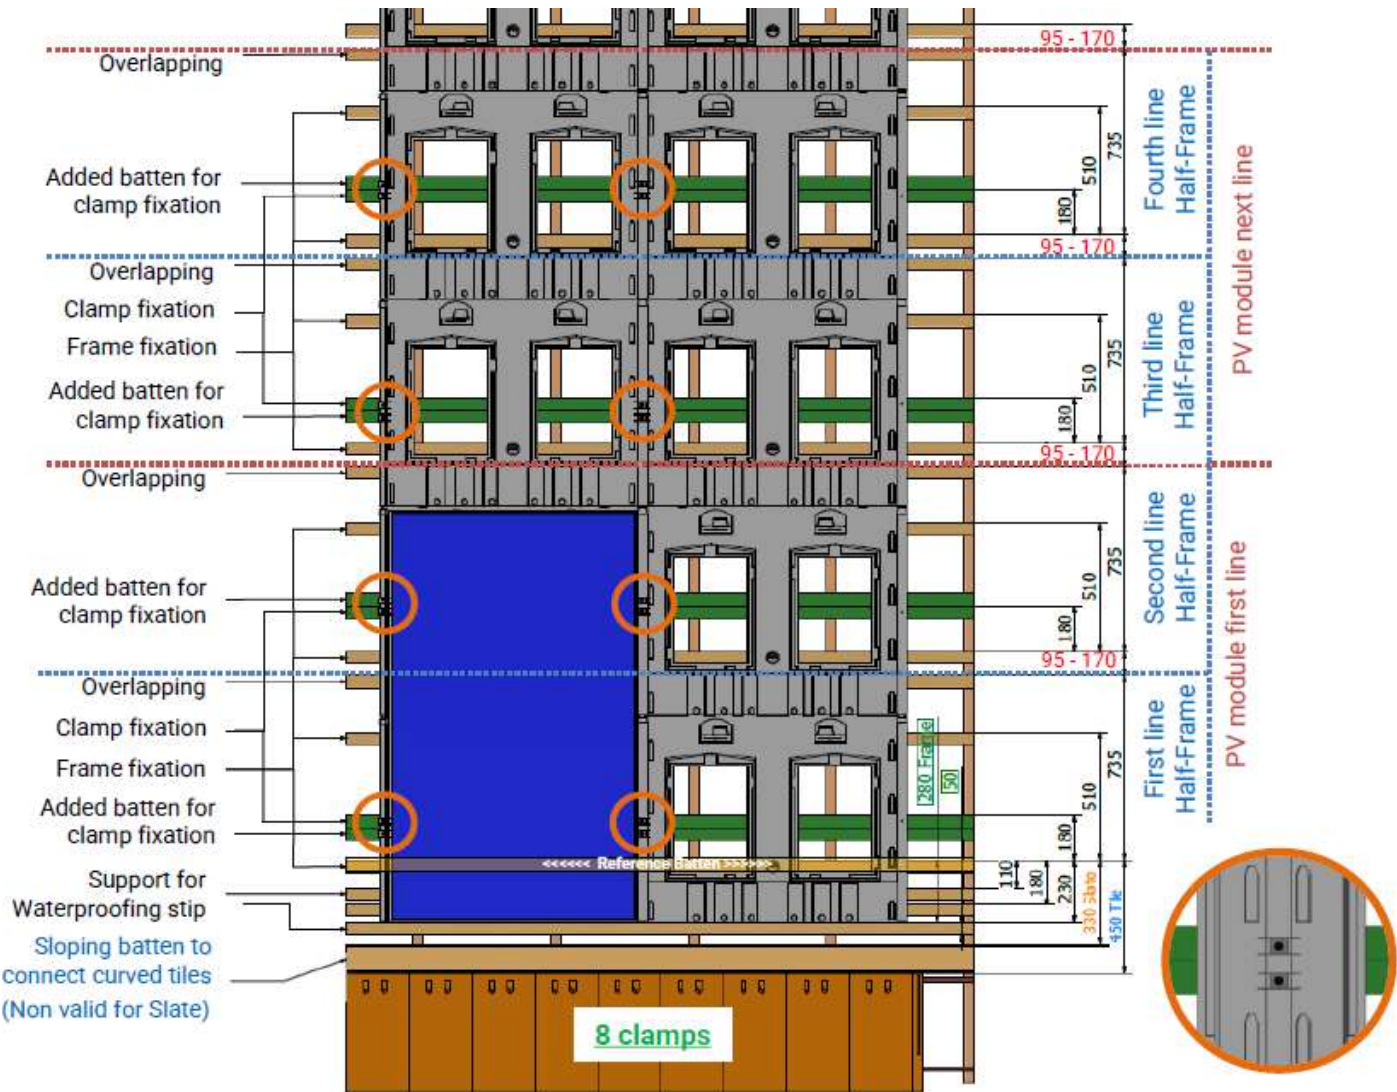 95 - 170
Overlapping
Added batten for
clamp fixation
510
735
180
95 - 170
Fourth line
Half-Frame
Overlapping
Clamp fixation
Frame fixation
Added batten for
clamp fixation
510
735
180
95 - 170
Third line
Half-Frame
PV module next line
Overlapping
Added batten for
clamp fixation
510
735
180
95 - 170
Second line
Half-Frame
Overlapping
Clamp fixation
Frame fixation
Added batten for
clamp fixation
280 Frame
50
510
735
180
First line
Half-Frame
PV module first line
<<<<<< Reference Batten >>>>>>
Support for
Waterproofing stip
110
180
230
330 Slate
450 Tile
Sloping batten to
connect curved tiles
(Non valid for Slate)
8 clamps